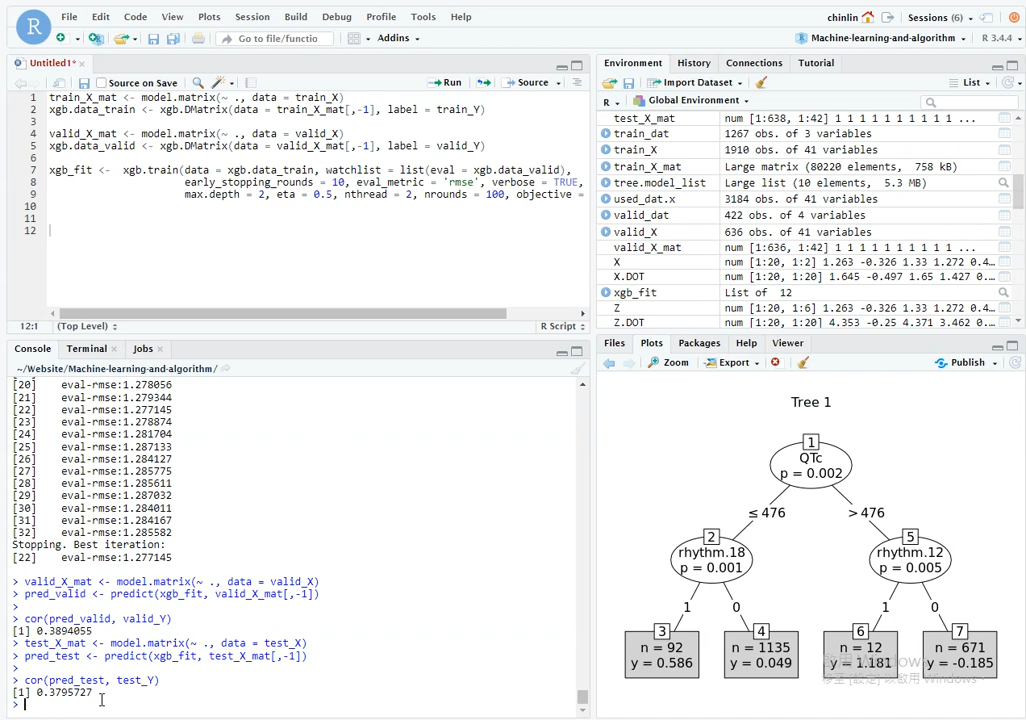 File Edit Code View Plots Session Build Debug Profile Tools Help
chinlin Sessions (6)
R
Go to file/functio
Addins
Machine-learning-and-algorithm R 3.4.4
Untitled1*
Source on Save
Run
Source
1 train_X_mat <- model.matrix(~ ., data = train_X)
2 xgb.data_train <- xgb.DMatrix(data = train_X_mat[,-1], label = train_Y)
3
4 valid_X_mat <- model.matrix(~ ., data = valid_X)
5 xgb.data_valid <- xgb.DMatrix(data = valid_X_mat[,-1], label = valid_Y)
6
7 xgb_fit <-  xgb.train(data = xgb.data_train, watchlist = list(eval = xgb.data_valid),
8 early_stopping_rounds = 10, eval_metric = 'rmse', verbose = TRUE,
9 max.depth = 2, eta = 0.5, nthread = 2, nrounds = 100, objective =
10
11
12
12:1 (Top Level) R Script
Console Terminal Jobs
~/Website/Machine-learning-and-algorithm/
[20] eval-rmse:1.278056
[21] eval-rmse:1.279344
[22] eval-rmse:1.277145
[23] eval-rmse:1.278874
[24] eval-rmse:1.281704
[25] eval-rmse:1.287133
[26] eval-rmse:1.284127
[27] eval-rmse:1.285775
[28] eval-rmse:1.285611
[29] eval-rmse:1.287032
[30] eval-rmse:1.284011
[31] eval-rmse:1.284167
[32] eval-rmse:1.285582
Stopping. Best iteration:
[22] eval-rmse:1.277145
> valid_X_mat <- model.matrix(~ ., data = valid_X)
> pred_valid <- predict(xgb_fit, valid_X_mat[,-1])
>
> cor(pred_valid, valid_Y)
[1] 0.3894055
> test_X_mat <- model.matrix(~ ., data = test_X)
> pred_test <- predict(xgb_fit, test_X_mat[,-1])
>
> cor(pred_test, test_Y)
[1] 0.3795727
>
Environment History Connections Tutorial
Import Dataset List
R Global Environment
test_X_mat num [1:638, 1:42] 1 1 1 1 1 1 1 1 1 1 ...
train_dat 1267 obs. of 3 variables
train_X 1910 obs. of 41 variables
train_X_mat Large matrix (80220 elements, 758 kB)
tree.model_list Large list (10 elements, 5.3 MB)
used_dat.x 3184 obs. of 41 variables
valid_dat 422 obs. of 4 variables
valid_X 636 obs. of 41 variables
valid_X_mat num [1:636, 1:42] 1 1 1 1 1 1 1 1 1 1 ...
X num [1:20, 1:2] 1.263 -0.326 1.33 1.272 0.4…
X.DOT num [1:20, 1:20] 1.645 -0.497 1.65 1.427 0.4…
xgb_fit List of 12
Z num [1:20, 1:6] 1.263 -0.326 1.33 1.272 0.4…
Z.DOT num [1:20, 1:20] 4.353 -0.25 4.371 3.462 0.4…
Files Plots Packages Help Viewer
Zoom Export Publish
Tree 1
1
QTc
p = 0.002
≤ 476 > 476
2 5
rhythm.18 rhythm.12
p = 0.001 p = 0.005
1 0 1 0
3 4 6 7
n = 92 n = 1135 n = 12 n = 671
y = 0.586 y = 0.049 y = 1.181 y = -0.185
啟用 Windows
移至 [設定] 以啟用 Windows。